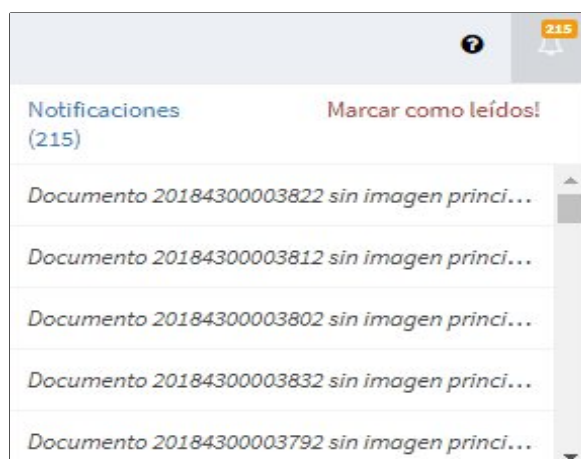 215
Notificaciones Marcar como leídos!
(215)
Documento 20184300003822 sin imagen princi...
Documento 20184300003812 sin imagen princi...
Documento 20184300003802 sin imagen princi...
Documento 20184300003832 sin imagen princi...
Documento 20184300003792 sin imagen princi...